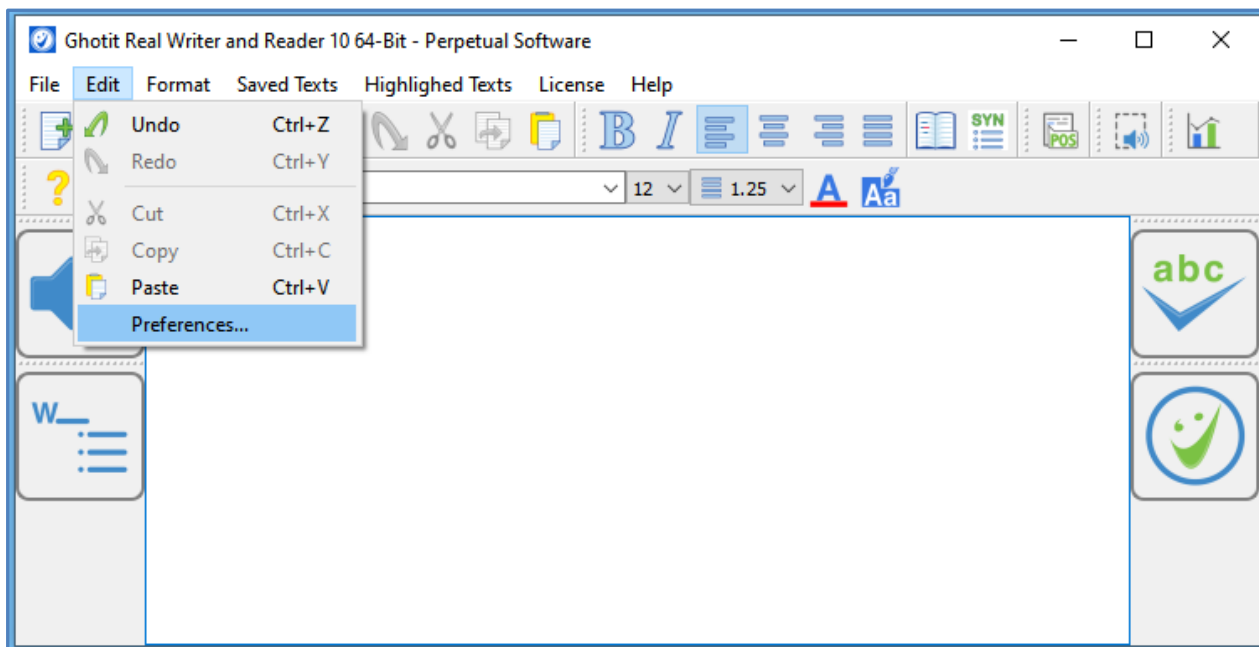 Ghotit Real Writer and Reader 10 64-Bit - Perpetual Software
File Edit Format Saved Texts Highlighed Texts License Help
Undo Ctrl+Z
SYN
POS
Redo Ctrl+Y
12 1.25 A Aa
Cut Ctrl+X
Copy Ctrl+C
abc
Paste Ctrl+V
Preferences...
W